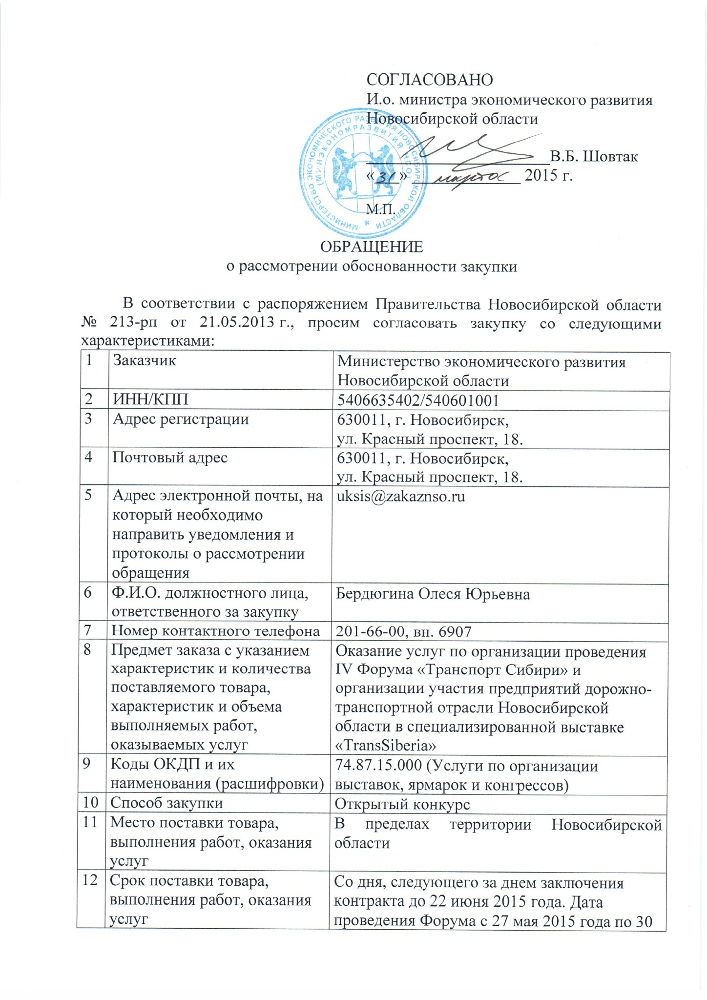 СОГЛАСОВАНО
И.о. министра экономического развития
Новосибирской области
В.Б. Шовтак
«31» марта 2015 г.
М.П.
МИНИСТЕРСТВО ЭКОНОМИЧЕСКОГО РАЗВИТИЯ НОВОСИБИРСКОЙ ОБЛАСТИ *
(МИНЭКОНОМРАЗВИТИЯ НСО)
ОБРАЩЕНИЕ
о рассмотрении обоснованности закупки
В соответствии с распоряжением Правительства Новосибирской области
№ 213-рп от 21.05.2013 г., просим согласовать закупку со следующими
характеристиками:
1 Заказчик Министерство экономического развития
Новосибирской области
2 ИНН/КПП 5406635402/540601001
3 Адрес регистрации 630011, г. Новосибирск,
ул. Красный проспект, 18.
4 Почтовый адрес 630011, г. Новосибирск,
ул. Красный проспект, 18.
5 Адрес электронной почты, на uksis@zakaznso.ru
который необходимо
направить уведомления и
протоколы о рассмотрении
обращения
6 Ф.И.О. должностного лица, Бердюгина Олеся Юрьевна
ответственного за закупку
7 Номер контактного телефона 201-66-00, вн. 6907
8 Предмет заказа с указанием Оказание услуг по организации проведения
характеристик и количества IV Форума «Транспорт Сибири» и
поставляемого товара, организации участия предприятий дорожно-
характеристик и объема транспортной отрасли Новосибирской
выполняемых работ, области в специализированной выставке
оказываемых услуг «TransSiberia»
9 Коды ОКДП и их 74.87.15.000 (Услуги по организации
наименования (расшифровки) выставок, ярмарок и конгрессов)
10 Способ закупки Открытый конкурс
11 Место поставки товара, В пределах территории Новосибирской
выполнения работ, оказания области
услуг
12 Срок поставки товара, Со дня, следующего за днем заключения
выполнения работ, оказания контракта до 22 июня 2015 года. Дата
услуг проведения Форума с 27 мая 2015 года по 30